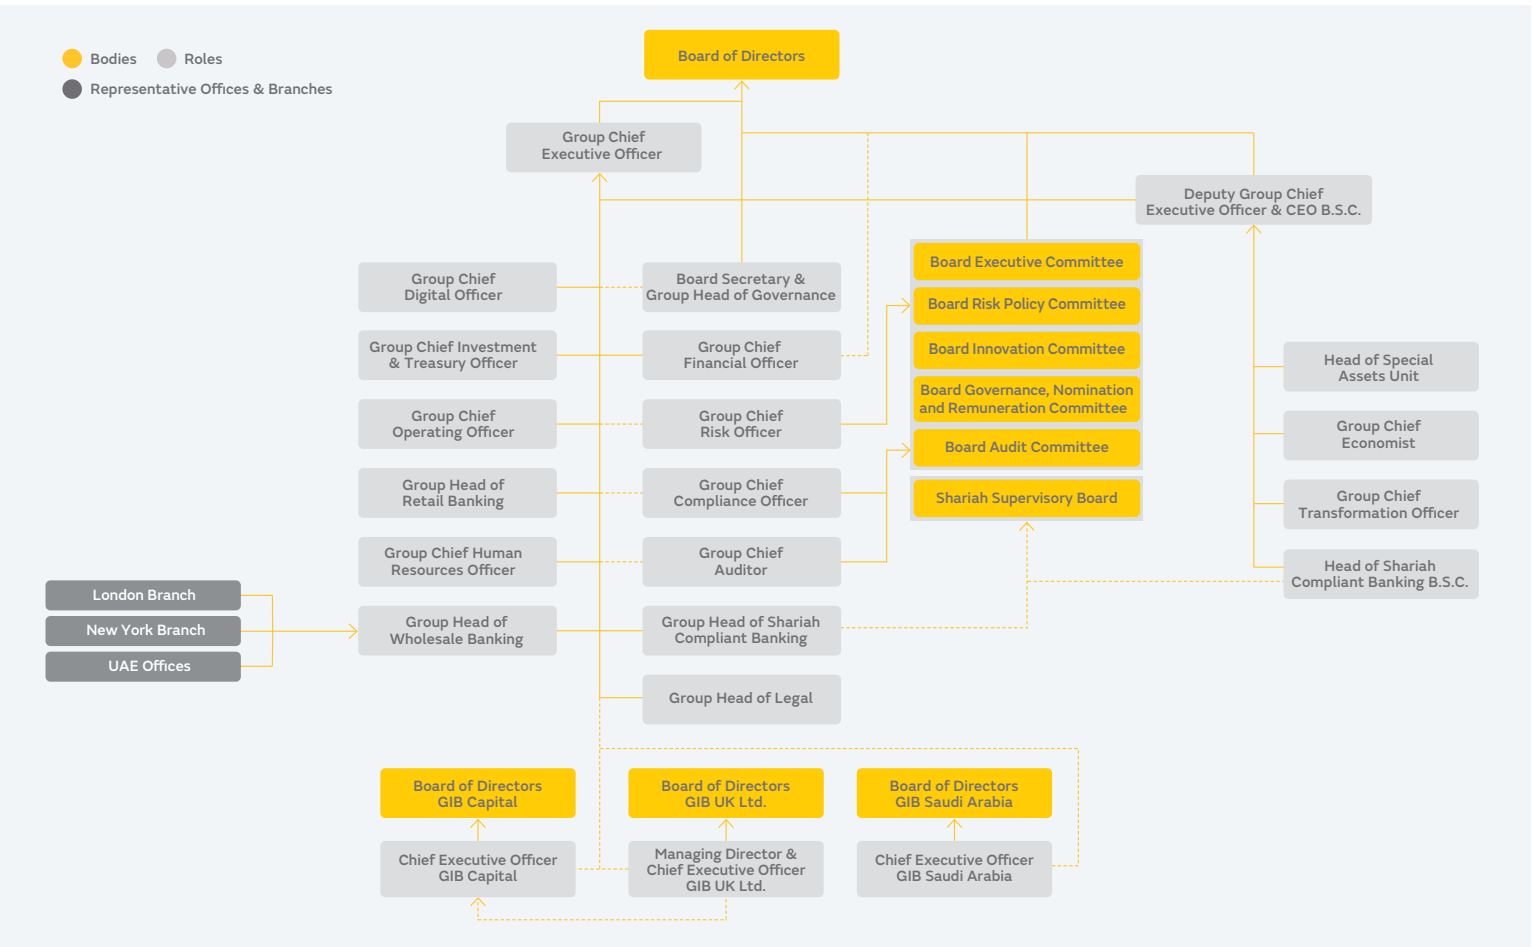 Bodies
Roles
Representative Offices & Branches
Board of Directors
Group Chief
Executive Officer
Deputy Group Chief
Executive Officer & CEO B.S.C.
Group Chief
Digital Officer
Board Secretary &
Group Head of Governance
Board Executive Committee
Board Risk Policy Committee
Board Innovation Committee
Board Governance, Nomination
and Remuneration Committee
Board Audit Committee
Shariah Supervisory Board
Group Chief Investment
& Treasury Officer
Group Chief
Financial Officer
Head of Special
Assets Unit
Group Chief
Operating Officer
Group Chief
Risk Officer
Group Chief
Economist
Group Head of
Retail Banking
Group Chief
Compliance Officer
Group Chief
Transformation Officer
Group Chief Human
Resources Officer
Group Chief
Auditor
Head of Shariah
Compliant Banking B.S.C.
London Branch
New York Branch
UAE Offices
Group Head of
Wholesale Banking
Group Head of Shariah
Compliant Banking
Group Head of Legal
Board of Directors
GIB Capital
Board of Directors
GIB UK Ltd.
Board of Directors
GIB Saudi Arabia
Chief Executive Officer
GIB Capital
Managing Director &
Chief Executive Officer
GIB UK Ltd.
Chief Executive Officer
GIB Saudi Arabia